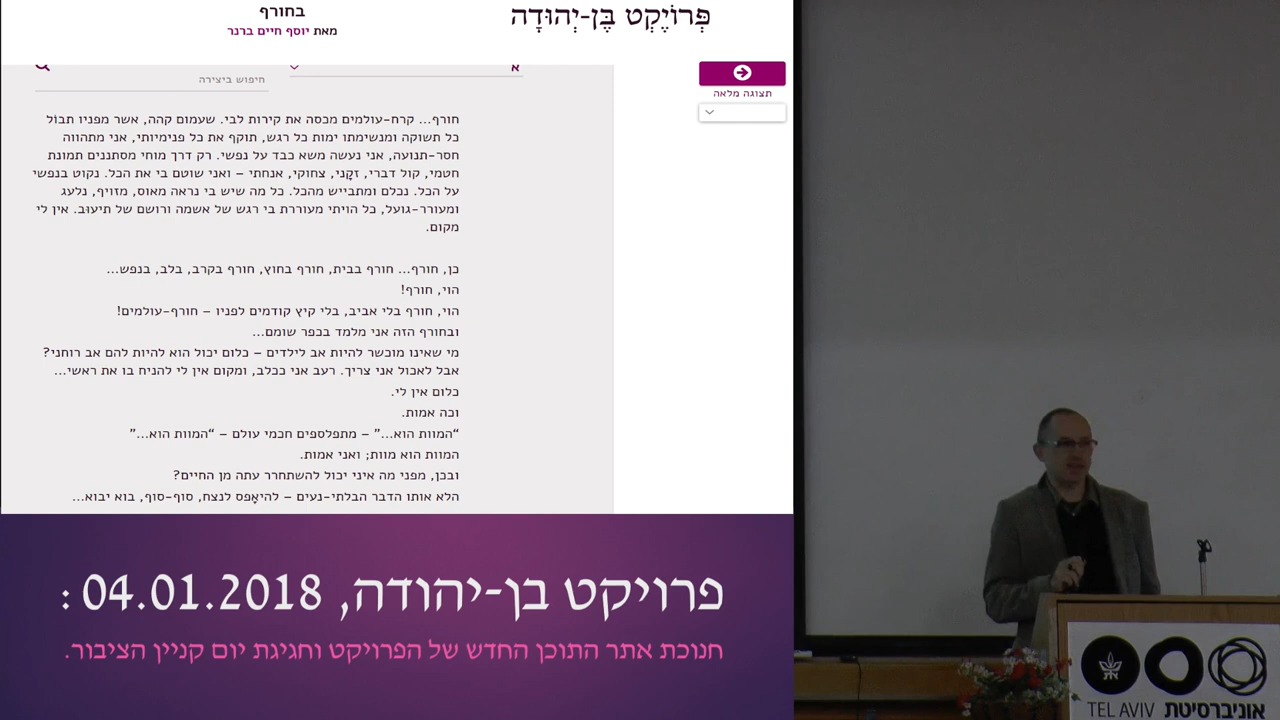 פְּרוֹיֶקְט בֶּן-יְהוּדָה
בחורף
מאת יוסף חיים ברנר
א
חיפוש ביצירה
תצוגה מלאה
חורף... קרח-עולמים מכסה את קירות לבי. שעמום קהה, אשר מפניו תבוֹל
כל תשוקה ומנשימתו ימות כל רגש, תוקף את כל פנימיותי, אני מתהווה
חסר-תנועה, אני נעשה משא כבד על נפשי. רק דרך מוחי מסתננים תמונת
חטמי, קול דברי, זקָני, צחוקי, אנחתי – ואני שוטם בי את הכל. נקוט בנפשי
על הכל. נכלם ומתבייש מהכל. כל מה שיש בי נראה מאוס, מזויף, נלעג
ומעורר-גועל, כל הויתי מעוררת בי רגש של אשמה ורושם של תיעוב. אין לי
מקום.
כן, חורף... חורף בבית, חורף בחוץ, חורף בקרב, בלב, בנפש...
הוי, חורף!
הוי, חורף בלי אביב, בלי קיץ קודמים לפניו – חורף-עולמים!
ובחורף הזה אני מלמד בכפר שומם...
מי שאינו מוכשר להיות אב לילדים – כלום יכול הוא להיות להם אב רוחני?
אבל לאכול אני צריך. רעב אני ככלב, ומקום אין לי להניח בו את ראשי...
כלום אין לי.
וכה אמות.
“המוות הוא...” – מתפלספים חכמי עולם – “המוות הוא...”
המוות הוא מוות; ואני אמות.
ובכן, מפני מה איני יכול להשתחרר עתה מן החיים?
הלא אותו הדבר הבלתי-נעים – להיאָפס לנצח, סוף-סוף, בוא יבוא...
פרויקט בן-יהודה, 04.01.2018 :
חנוכת אתר התוכן החדש של הפרויקט וחגיגת יום קניין הציבור.
TEL AVIV אוניברסיטת